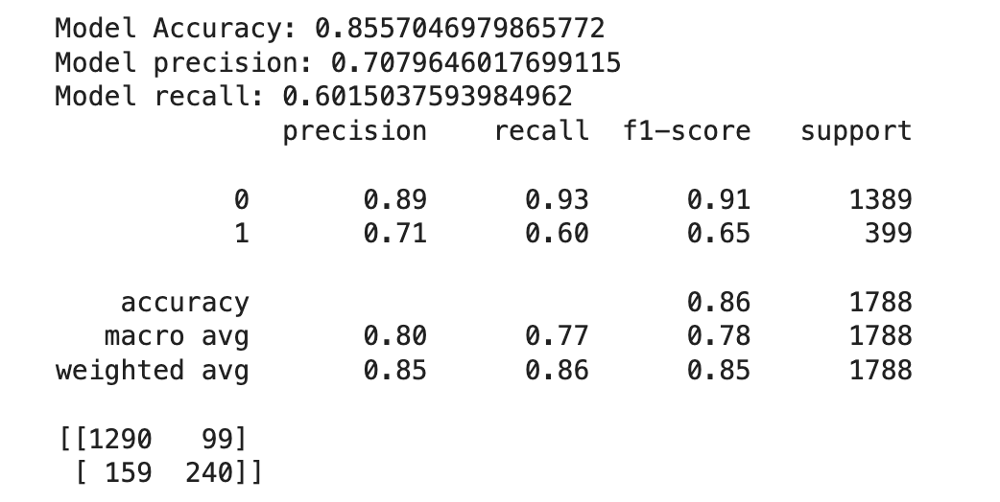 Model Accuracy: 0.8557046979865772
Model precision: 0.7079646017699115
Model recall: 0.6015037593984962
precision recall f1-score support
0 0.89 0.93 0.91 1389
1 0.71 0.60 0.65 399
accuracy 0.86 1788
macro avg 0.80 0.77 0.78 1788
weighted avg 0.85 0.86 0.85 1788
[[1290 99]
[ 159 240]]